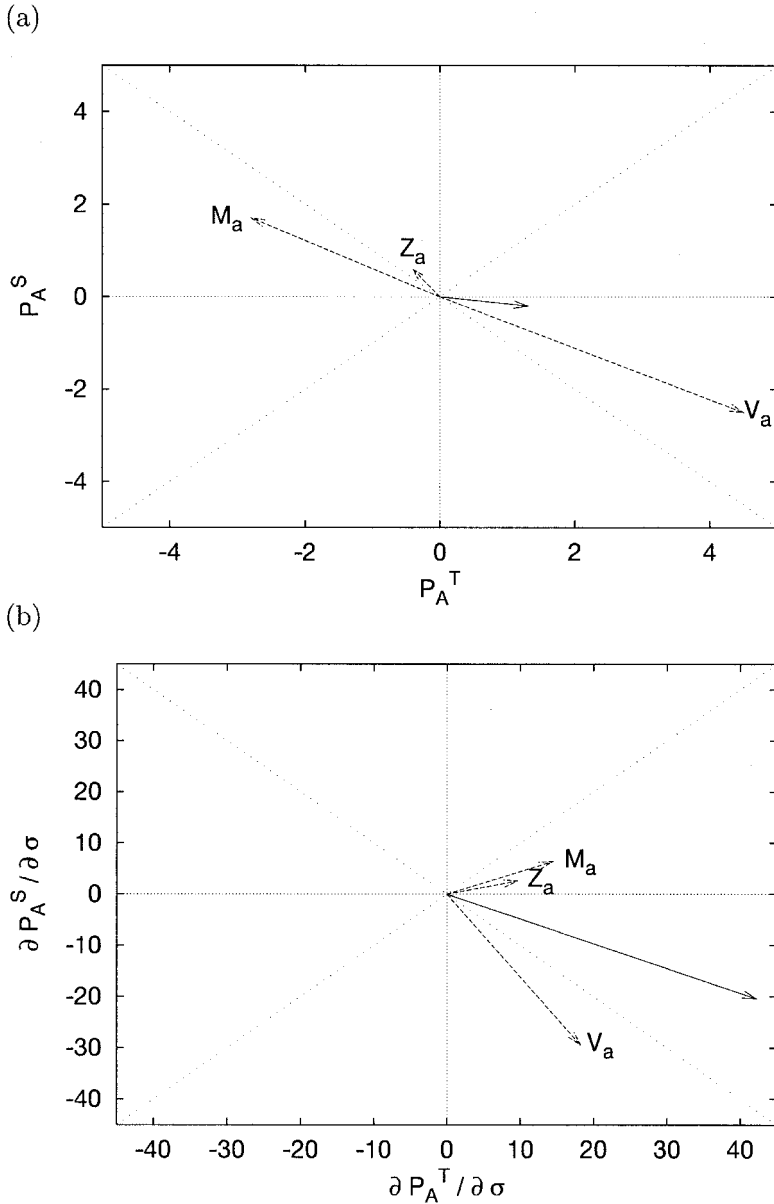 (a)
4
2
0
-2
-4
P_A^S
M_a
Z_a
V_a
-4 -2 0 2 4
P_A^T
(b)
40
30
20
10
0
-10
-20
-30
-40
∂ P_A^S / ∂ σ
M_a
Z_a
V_a
-40 -30 -20 -10 0 10 20 30 40
∂ P_A^T / ∂ σ